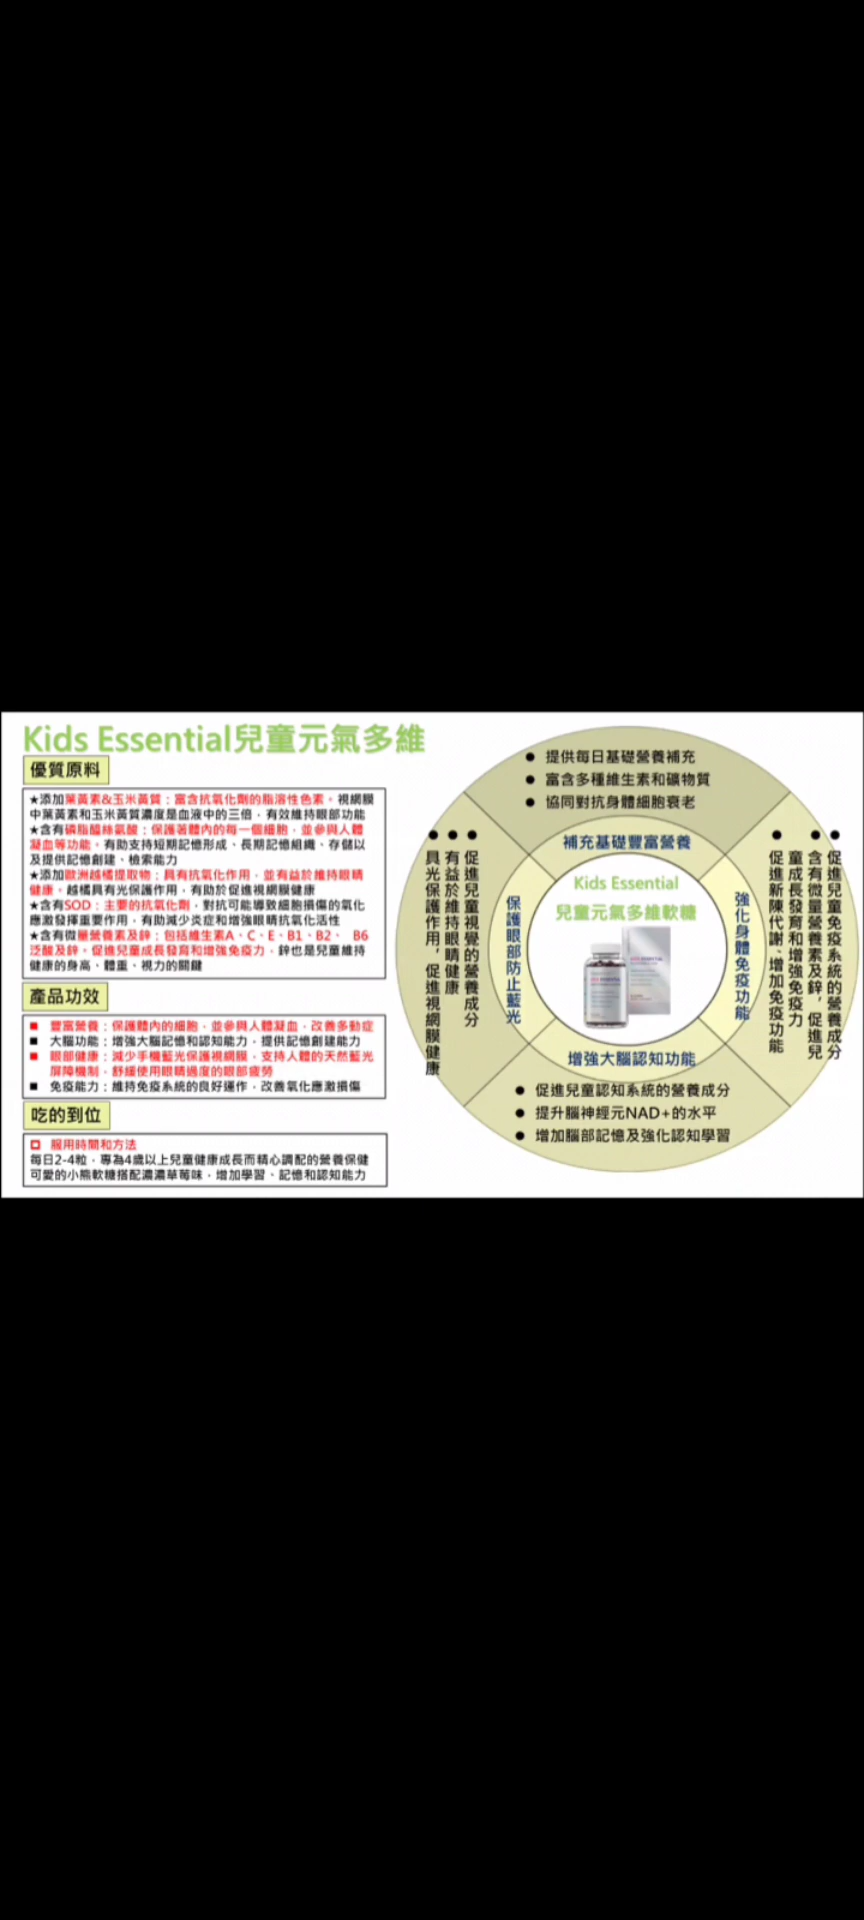 Kids Essential兒童元氣多維
優質原料
★添加葉黃素&玉米黃質：富含抗氧化劑的脂溶性色素。視網膜
中葉黃素和玉米黃質濃度是血液中的三倍，有效維持眼部功能
★含有磷脂醯絲氨酸：保護著體內的每一個細胞，並參與人體
凝血等功能。有助支持短期記憶形成、長期記憶組織、存儲以
及提供記憶創建、檢索能力
★添加歐洲越橘提取物：具有抗氧化作用，並有益於維持眼睛
健康。越橘具有光保護作用，有助於促進視網膜健康
★含有SOD：主要的抗氧化劑，對抗可能導致細胞損傷的氧化
應激發揮重要作用，有助減少炎症和增強眼睛抗氧化活性
★含有微量營養素及鋅：包括維生素A、C、E、B1、B2、 B6
泛酸及鋅。促進兒童成長發育和增強免疫力，鋅也是兒童維持
健康的身高、體重、視力的關鍵
產品功效
豐富營養：保護體內的細胞，並參與人體凝血，改善多動症
大腦功能：增強大腦記憶和認知能力，提供記憶創建能力
眼部健康：減少手機藍光保護視網膜，支持人體的天然藍光
屏障機制，舒緩使用眼睛過度的眼部疲勞
免疫能力：維持免疫系統的良好運作，改善氧化應激損傷
吃的到位
服用時間和方法
每日2-4粒，專為4歲以上兒童健康成長而精心調配的營養保健
可愛的小熊軟糖搭配濃濃草莓味，增加學習、記憶和認知能力
● 提供每日基礎營養補充
● 富含多種維生素和礦物質
● 協同對抗身體細胞衰老
補充基礎豐富營養
● 促進兒童視覺的營養成分
● 有益於維持眼睛健康
● 具光保護作用，促進視網膜健康
保護眼部防止藍光
Kids Essential
兒童元氣多維軟糖
強化身體免疫功能
● 促進兒童免疫系統的營養成分
● 含有微量營養素及鋅，促進兒
童成長發育和增強免疫力
● 促進新陳代謝、增加免疫功能
增強大腦認知功能
● 促進兒童認知系統的營養成分
● 提升腦神經元NAD+的水平
● 增加腦部記憶及強化認知學習